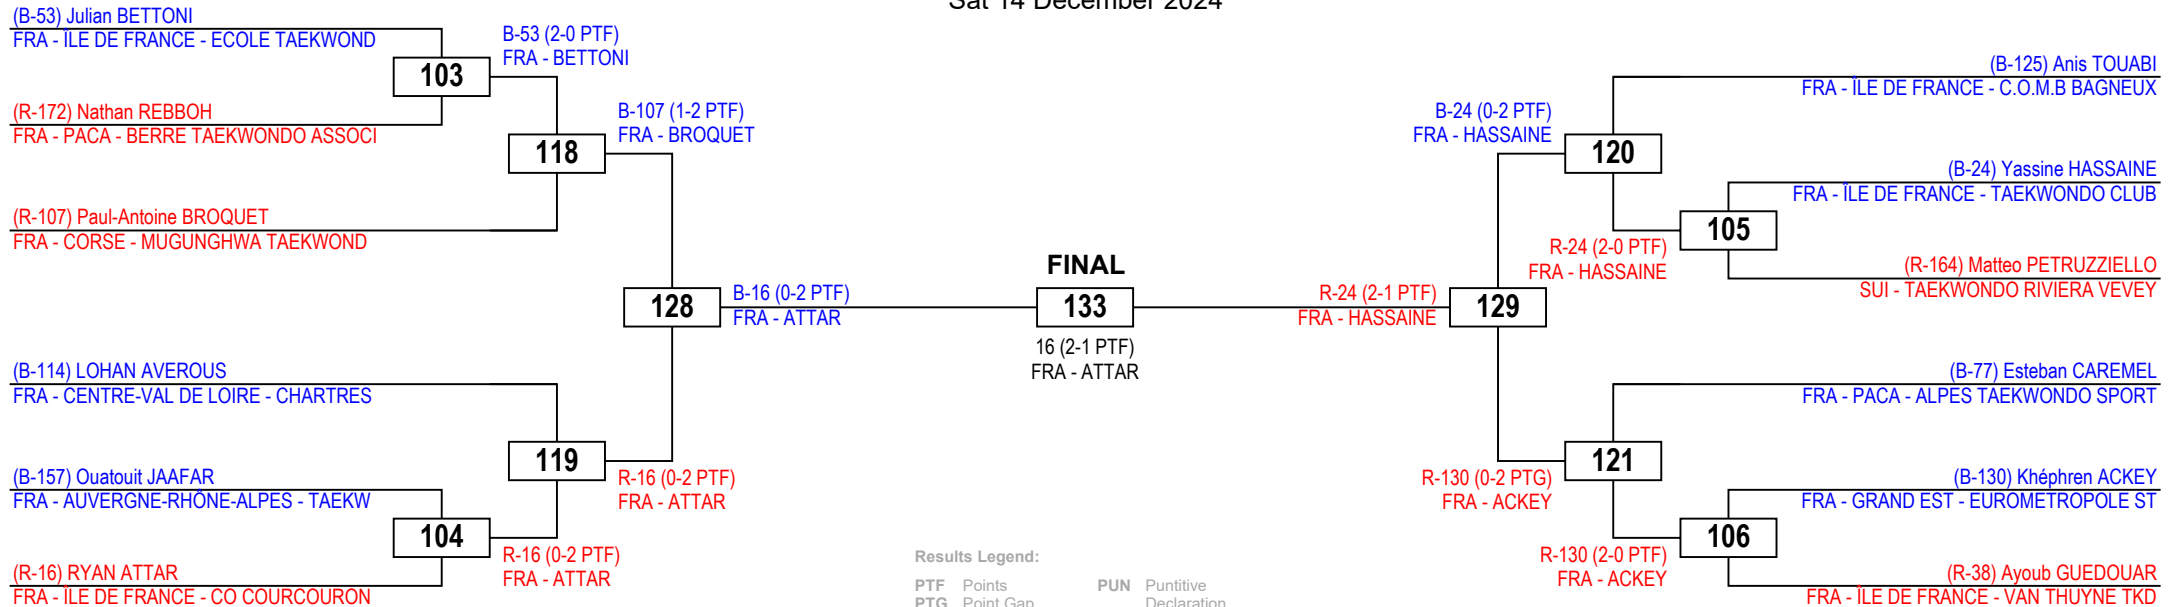 Sat 14 December 2024
(B-53) Julian BETTONI
FRA - ÎLE DE FRANCE - ECOLE TAEKWOND
B-53 (2-0 PTF)
FRA - BETTONI
103
(R-172) Nathan REBBOH
FRA - PACA - BERRE TAEKWONDO ASSOCI
B-107 (1-2 PTF)
FRA - BROQUET
118
(R-107) Paul-Antoine BROQUET
FRA - CORSE - MUGUNGHWA TAEKWOND
128
B-16 (0-2 PTF)
FRA - ATTAR
(B-114) LOHAN AVEROUS
FRA - CENTRE-VAL DE LOIRE - CHARTRES
119
R-16 (0-2 PTF)
FRA - ATTAR
(B-157) Ouatouit JAAFAR
FRA - AUVERGNE-RHÔNE-ALPES - TAEKW
104
R-16 (0-2 PTF)
FRA - ATTAR
(R-16) RYAN ATTAR
FRA - ÎLE DE FRANCE - CO COURCOURON
FINAL
133
16 (2-1 PTF)
FRA - ATTAR
(B-125) Anis TOUABI
FRA - ÎLE DE FRANCE - C.O.M.B BAGNEUX
B-24 (0-2 PTF)
FRA - HASSAINE
120
(B-24) Yassine HASSAINE
FRA - ÎLE DE FRANCE - TAEKWONDO CLUB
105
R-24 (2-0 PTF)
FRA - HASSAINE
(R-164) Matteo PETRUZZIELLO
SUI - TAEKWONDO RIVIERA VEVEY
R-24 (2-1 PTF)
FRA - HASSAINE
129
(B-77) Esteban CAREMEL
FRA - PACA - ALPES TAEKWONDO SPORT
121
R-130 (0-2 PTG)
FRA - ACKEY
(B-130) Khéphren ACKEY
FRA - GRAND EST - EUROMETROPOLE ST
106
R-130 (2-0 PTF)
FRA - ACKEY
(R-38) Ayoub GUEDOUAR
FRA - ÎLE DE FRANCE - VAN THUYNE TKD
Results Legend:
PTF Points PUN Puntitive
PTG Point Gap Declaration